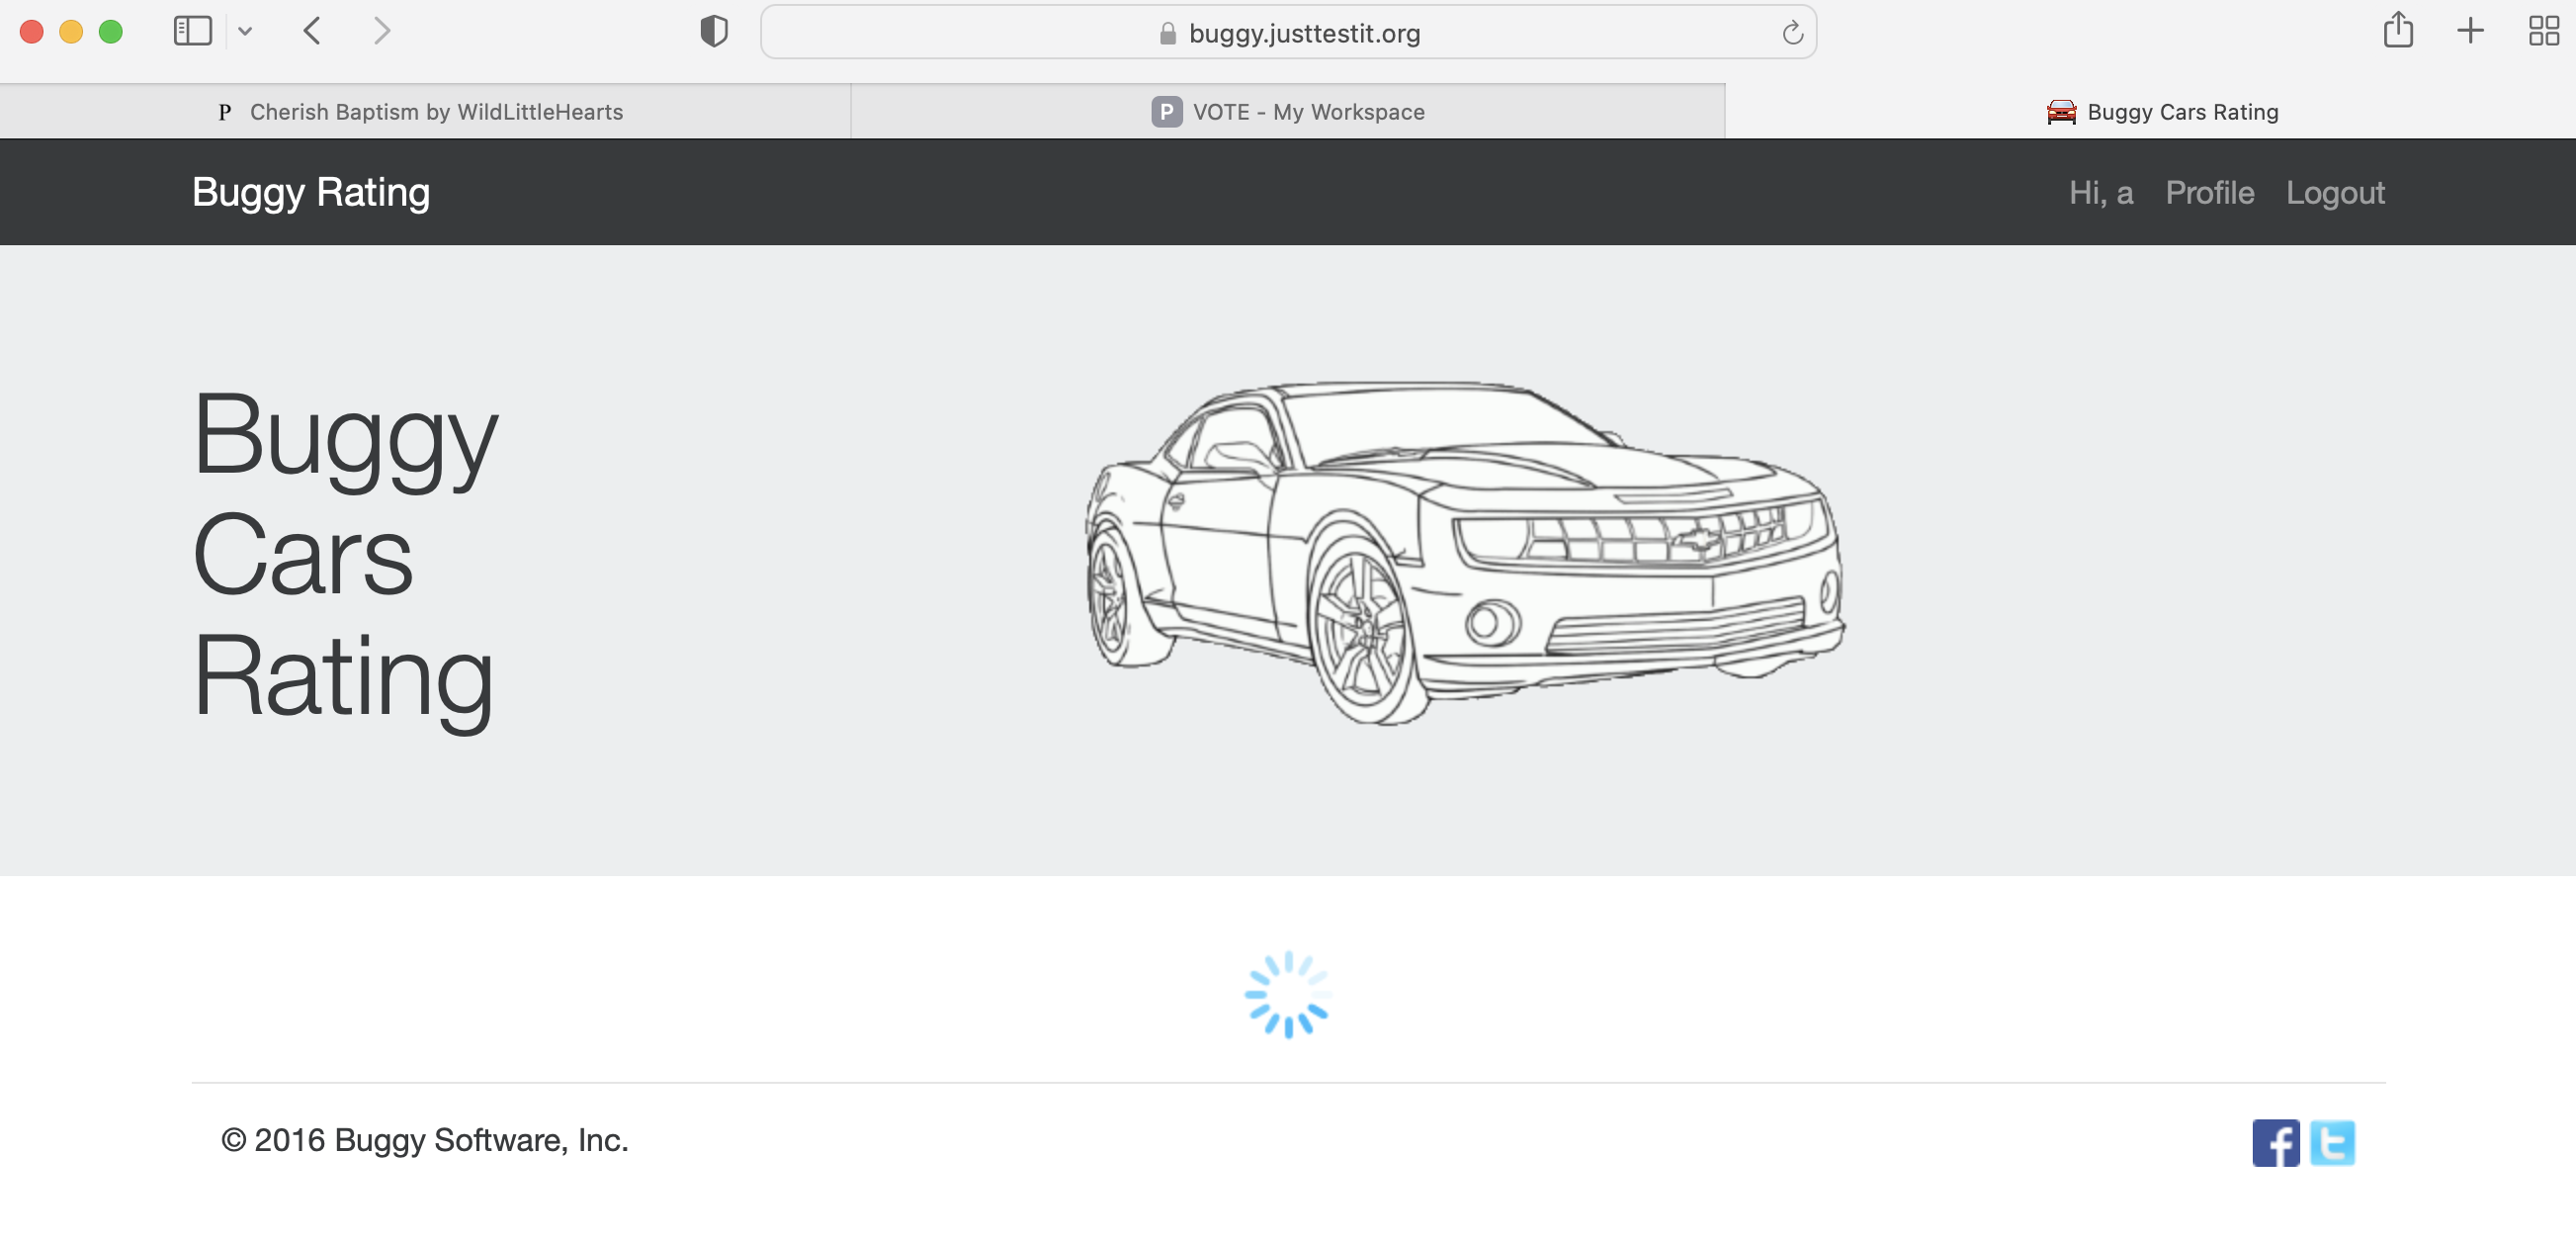 buggy.justtestit.org
P Cherish Baptism by WildLittleHearts
P VOTE - My Workspace
Buggy Cars Rating
Buggy Rating
Hi, a Profile Logout
Buggy
Cars
Rating
© 2016 Buggy Software, Inc.
f t